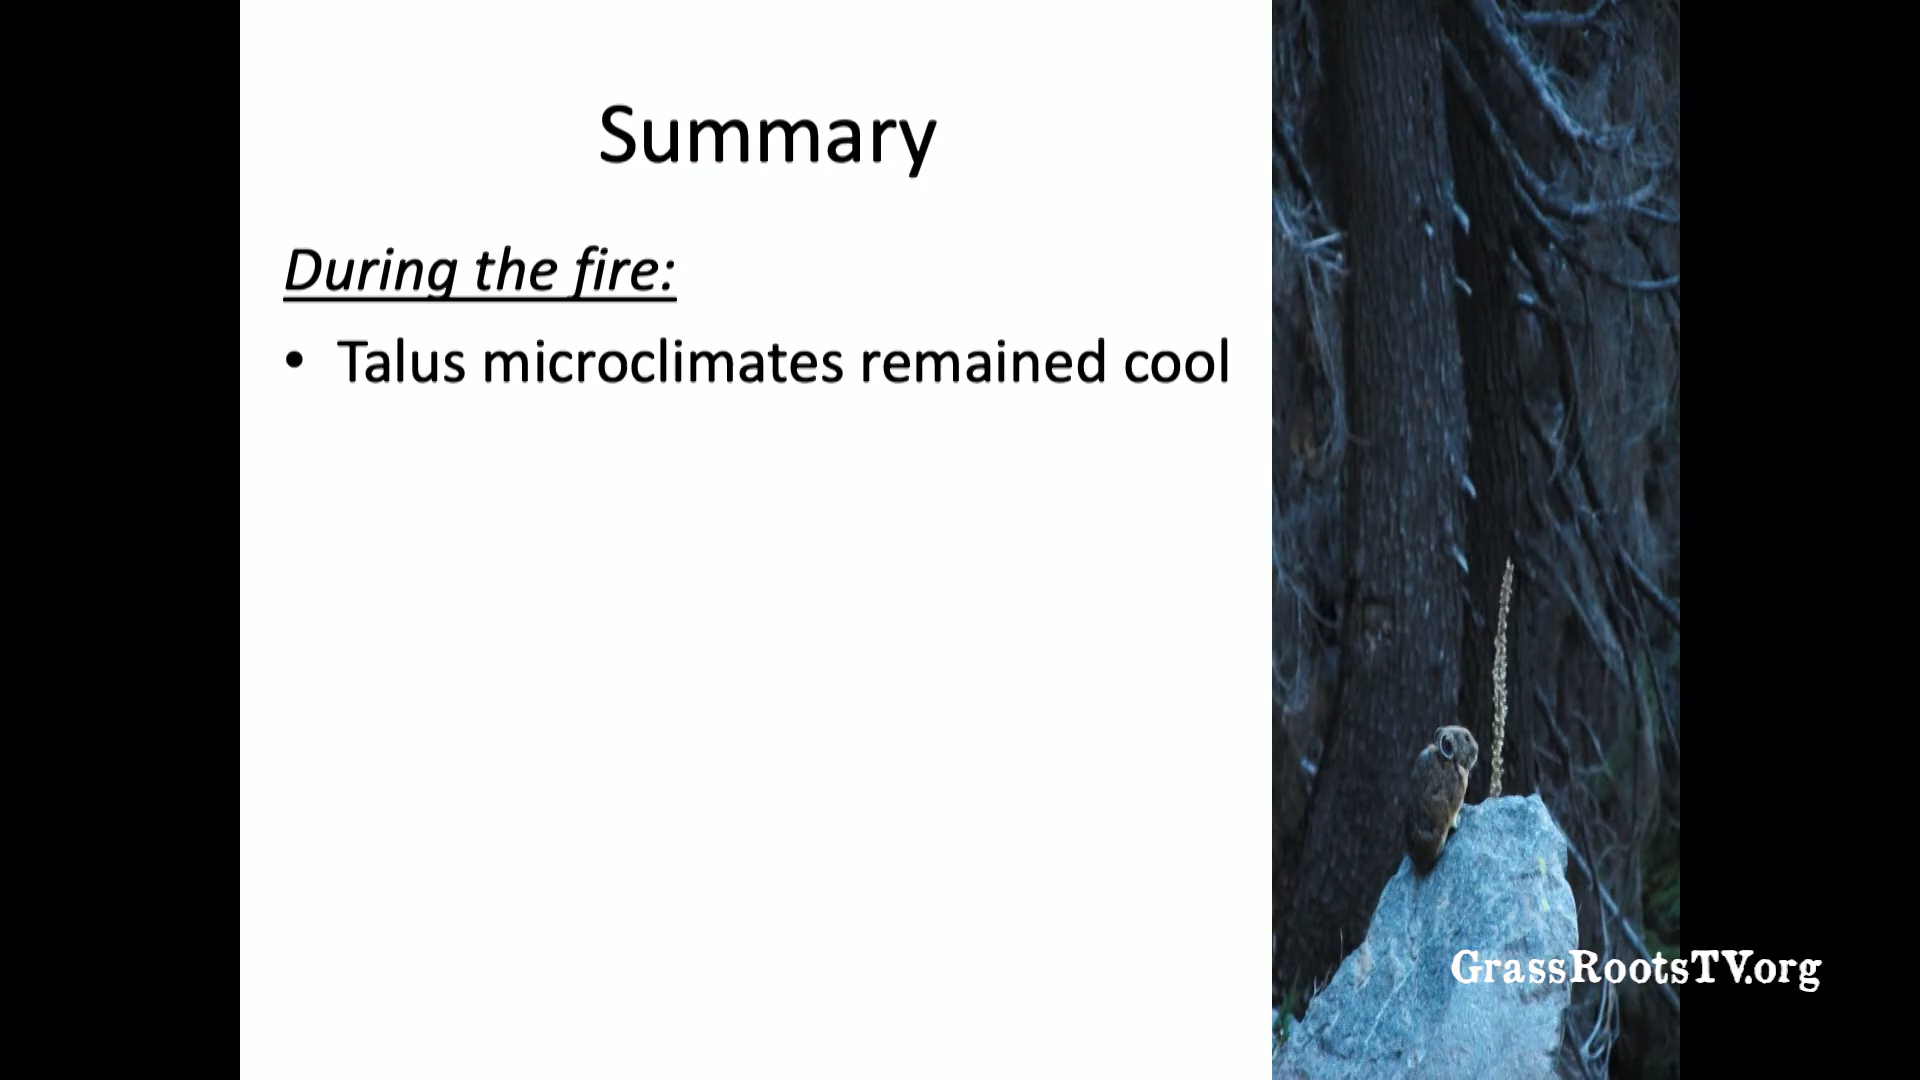 Summary
During the fire:
• Talus microclimates remained cool
GrassRootsTV.org